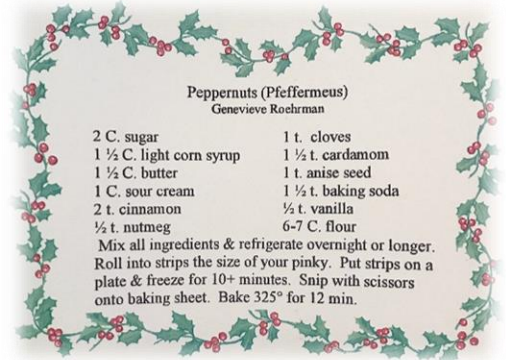 Peppernuts (Pfeffermeus)
Genevieve Roehrman
2 C. sugar
1 ½ C. light corn syrup
1 ½ C. butter
1 C. sour cream
2 t. cinnamon
½ t. nutmeg
1 t. cloves
1 ½ t. cardamom
1 t. anise seed
1 ½ t. baking soda
½ t. vanilla
6-7 C. flour
Mix all ingredients & refrigerate overnight or longer.
Roll into strips the size of your pinky. Put strips on a
plate & freeze for 10+ minutes. Snip with scissors
onto baking sheet. Bake 325° for 12 min.